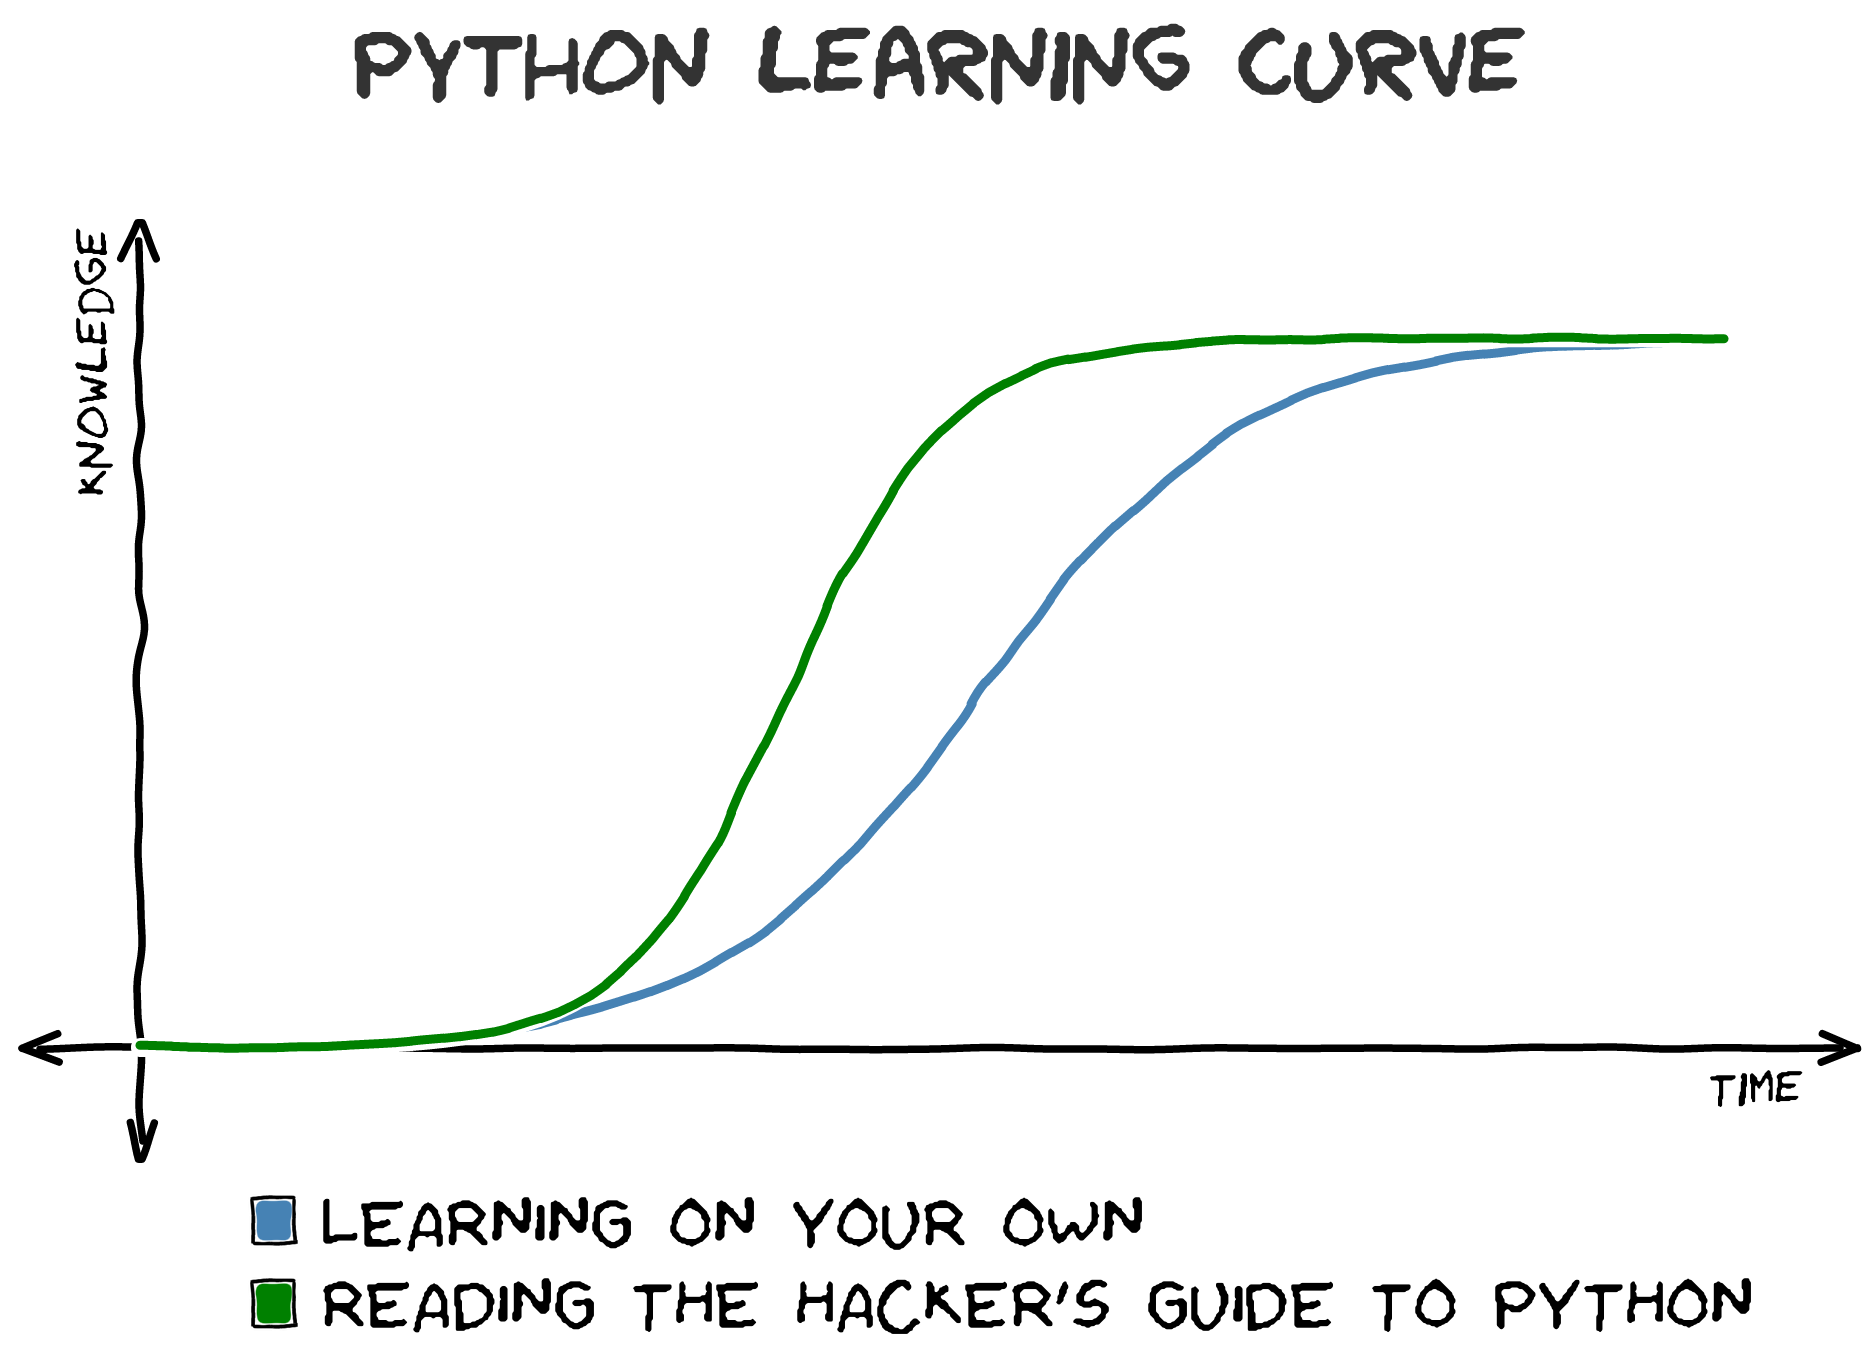 PYTHON LEARNING CURVE
KNOWLEDGE
TIME
LEARNING ON YOUR OWN
READING THE HACKER'S GUIDE TO PYTHON